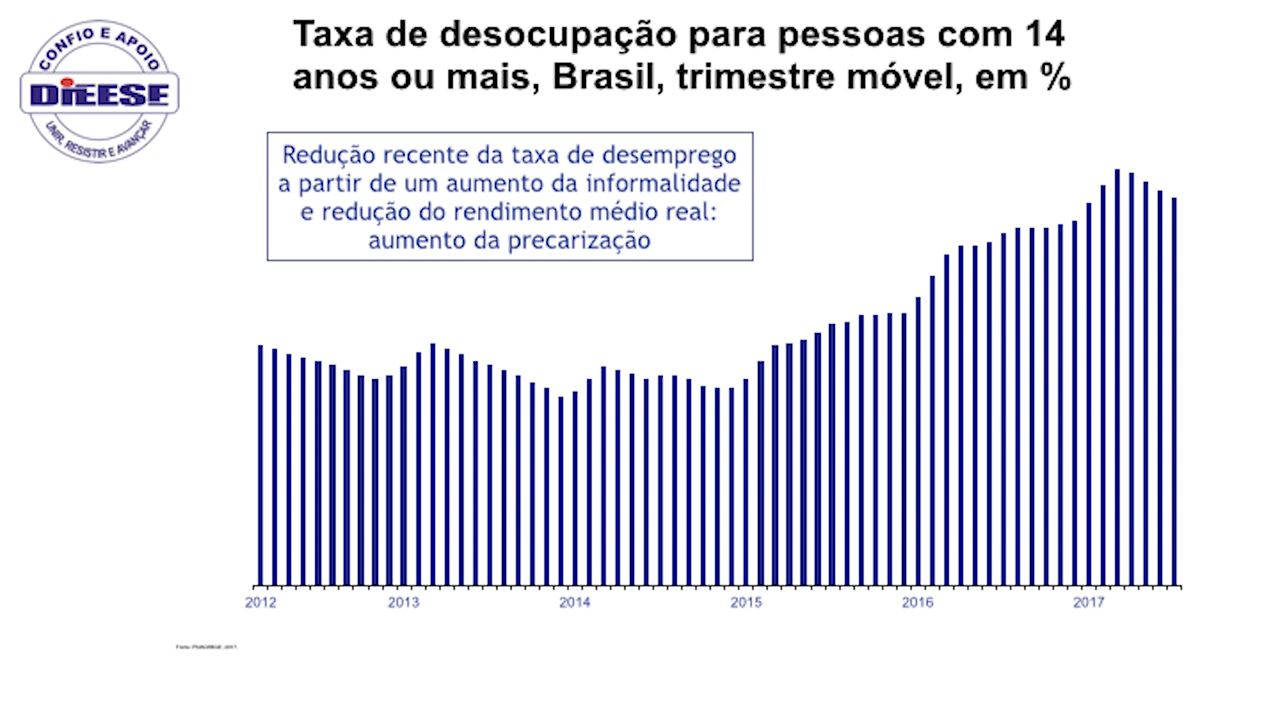 CONFIO E APOIO
DIEESE
UNIR, RESISTIR E AVANÇAR
Taxa de desocupação para pessoas com 14
anos ou mais, Brasil, trimestre móvel, em %
Redução recente da taxa de desemprego
a partir de um aumento da informalidade
e redução do rendimento médio real:
aumento da precarização
2012 2013 2014 2015 2016 2017